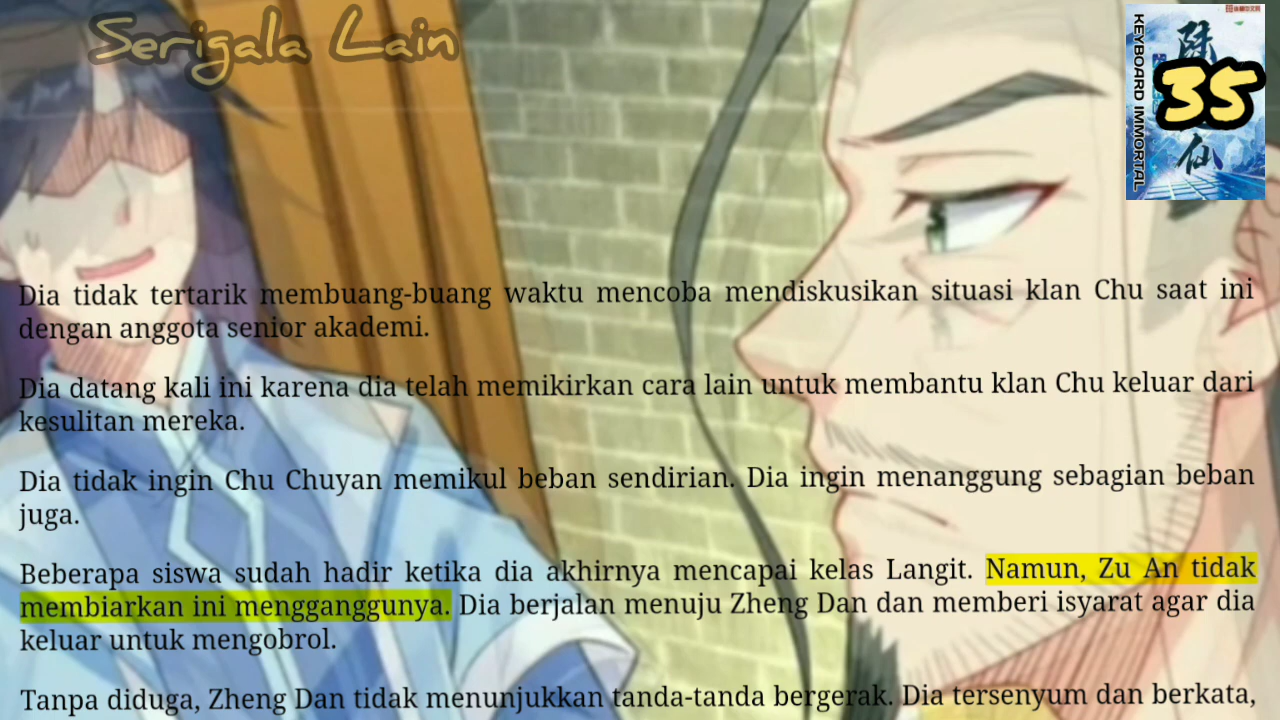 Serigala Lain
KEYBOARD IMMORTAL
陆
35
仙
Dia tidak tertarik membuang-buang waktu mencoba mendiskusikan situasi klan Chu saat ini
dengan anggota senior akademi.
Dia datang kali ini karena dia telah memikirkan cara lain untuk membantu klan Chu keluar dari
kesulitan mereka.
Dia tidak ingin Chu Chuyan memikul beban sendirian. Dia ingin menanggung sebagian beban
juga.
Beberapa siswa sudah hadir ketika dia akhirnya mencapai kelas Langit. Namun, Zu An tidak
membiarkan ini mengganggunya. Dia berjalan menuju Zheng Dan dan memberi isyarat agar dia
keluar untuk mengobrol.
Tanpa diduga, Zheng Dan tidak menunjukkan tanda-tanda bergerak. Dia tersenyum dan berkata,